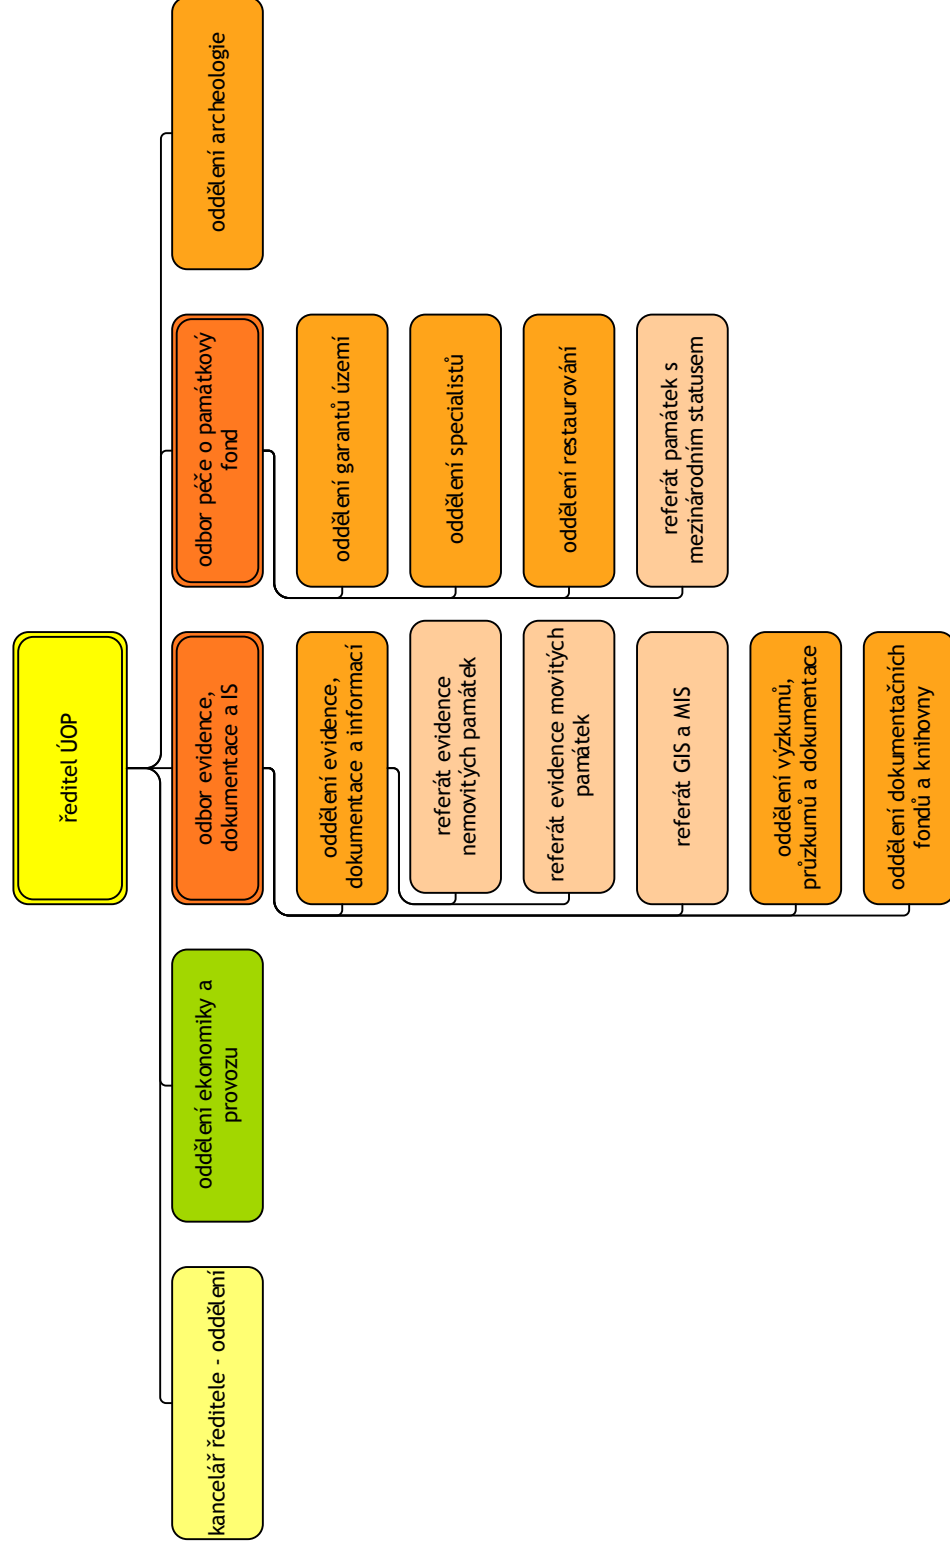 ředitel ÚOP
kancelář ředitele - oddělení
oddělení ekonomiky a
provozu
odbor evidence,
dokumentace a IS
oddělení evidence,
dokumentace a informací
referát evidence
nemovitých památek
referát evidence movitých
památek
referát GIS a MIS
oddělení výzkumů,
průzkumů a dokumentace
oddělení dokumentačních
fondů a knihovny
odbor péče o památkový
fond
oddělení garantů území
oddělení specialistů
oddělení restaurování
referát památek s
mezinárodním statusem
oddělení archeologie